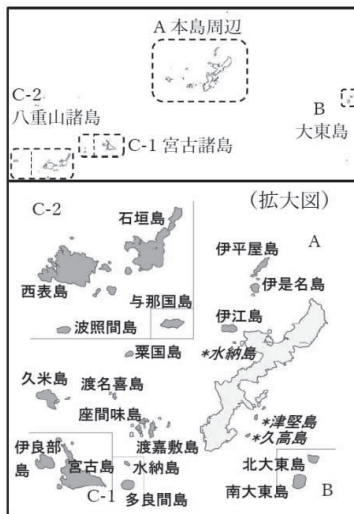 A 本島周辺
C-2
八重山諸島
C-1 宮古諸島
B
大東島
(拡大図)
C-2
石垣島
西表島
与那国島
波照間島
A
伊平屋島
伊是名島
伊江島
*水納島
粟国島
久米島
渡名喜島
座間味島
渡嘉敷島
*津堅島
*久高島
伊良部
島
宮古島
C-1
水納島
多良間島
北大東島
南大東島
B